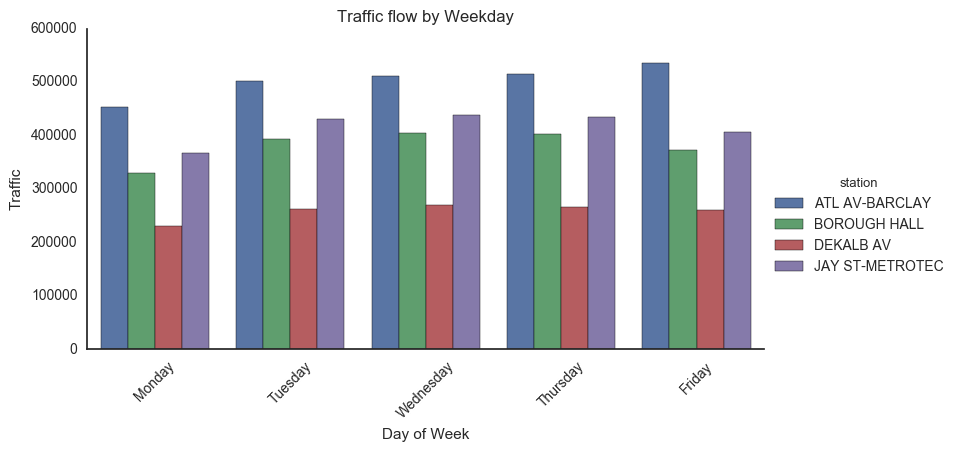 Traffic flow by Weekday
600000
500000
400000
300000
200000
100000
0
Traffic
Monday
Tuesday
Wednesday
Thursday
Friday
Day of Week
station
ATL AV-BARCLAY
BOROUGH HALL
DEKALB AV
JAY ST-METROTEC